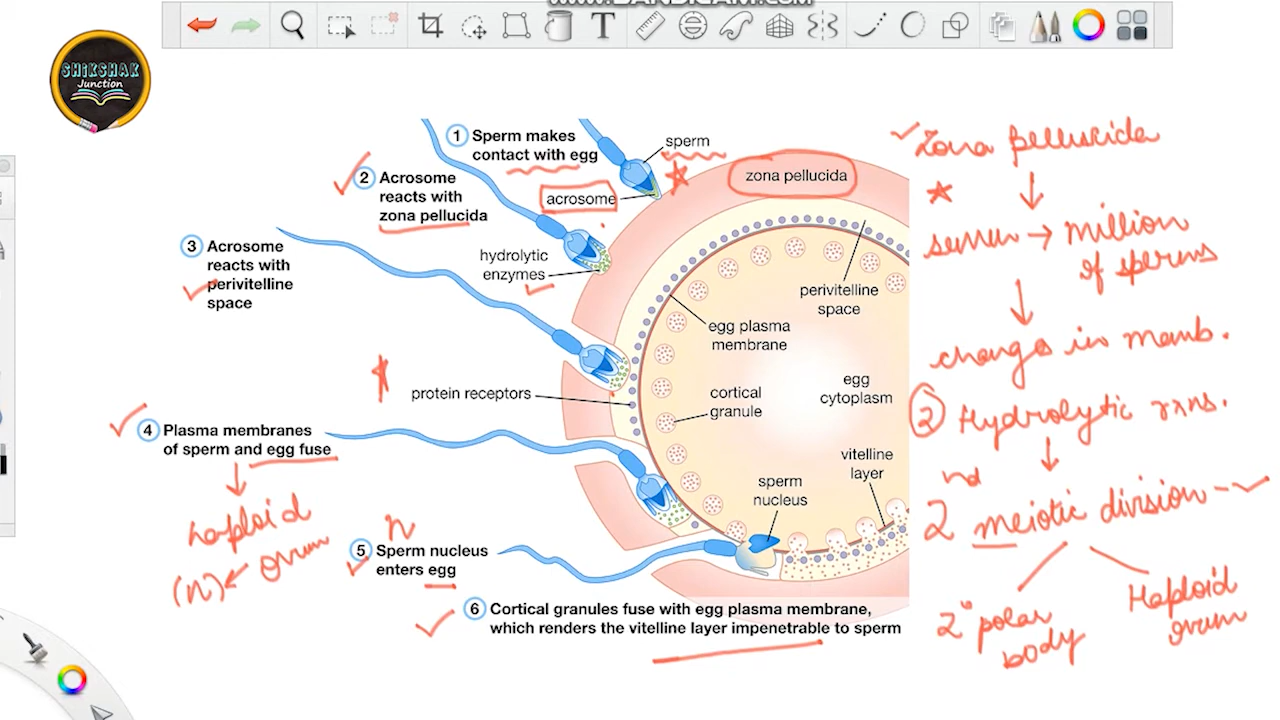 www.BANDICAM.com
SHIKSHAK
Junction
1 Sperm makes
contact with egg
sperm
zona pellucida
2 Acrosome
reacts with
zona pellucida
acrosome
3 Acrosome
reacts with
perivitelline
space
hydrolytic
enzymes
perivitelline
space
egg plasma
membrane
protein receptors
cortical
granule
egg
cytoplasm
4 Plasma membranes
of sperm and egg fuse
vitelline
layer
sperm
nucleus
5 Sperm nucleus
enters egg
6 Cortical granules fuse with egg plasma membrane,
which renders the vitelline layer impenetrable to sperm
haploid
(n) ovum
n
Zona pellucida
→ million
of sperms
changes in memb.
2 Hydrolytic rxns.
2nd meiotic division
2° polar
body
Haploid
ovum